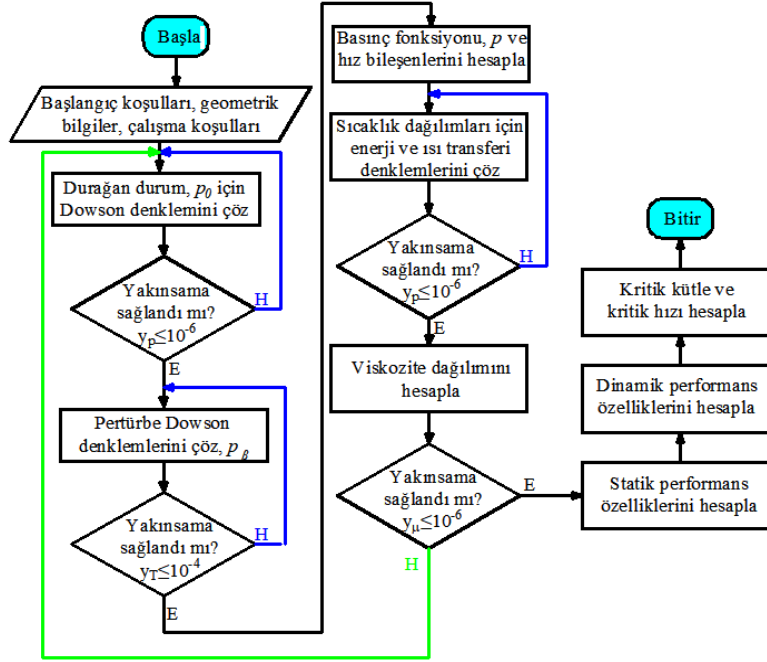 Başla
Başlangıç koşulları, geometrik
bilgiler, çalışma koşulları
Durağan durum, p0 için
Dowson denklemini çöz
Yakınsama
sağlandı mı?
yp≤10-6
H
E
Pertürbe Dowson
denklemlerini çöz, pβ
Yakınsama
sağlandı mı?
yT≤10-4
H
E
Basınç fonksiyonu, p ve
hız bileşenlerini hesapla
Sıcaklık dağılımları için
enerji ve ısı transferi
denklemlerini çöz
Yakınsama
sağlandı mı?
yp≤10-6
H
E
Viskozite dağılımını
hesapla
Yakınsama
sağlandı mı?
yμ≤10-6
E
H
Statik performans
özelliklerini hesapla
Dinamik performans
özelliklerini hesapla
Kritik kütle ve
kritik hızı hesapla
Bitir